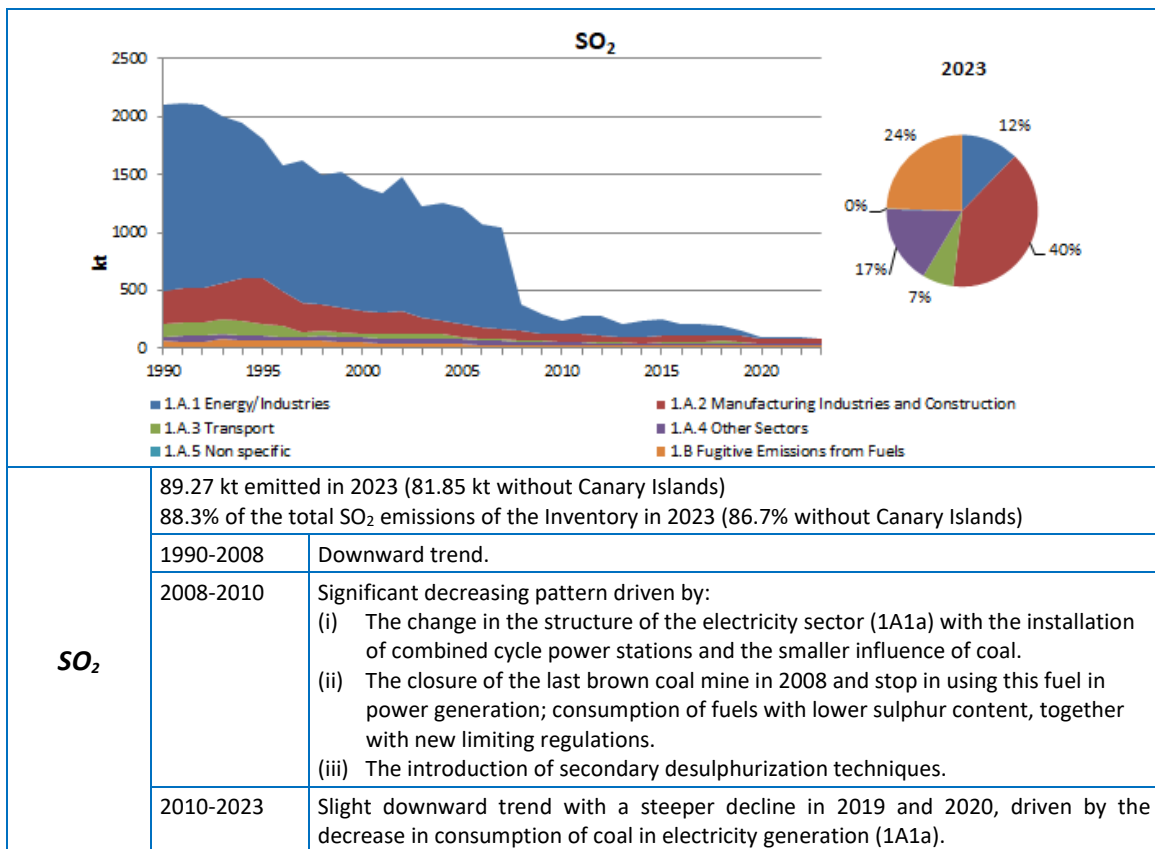 SO₂
2500
2000
1500
1000
500
0
kt
1990
1995
2000
2005
2010
2015
2020
2023
12%
40%
7%
17%
0%
24%
1.A.1 Energy/Industries
1.A.2 Manufacturing Industries and Construction
1.A.3 Transport
1.A.4 Other Sectors
1.A.5 Non specific
1.B Fugitive Emissions from Fuels
SO₂
89.27 kt emitted in 2023 (81.85 kt without Canary Islands)
88.3% of the total SO₂ emissions of the Inventory in 2023 (86.7% without Canary Islands)
1990-2008 Downward trend.
2008-2010 Significant decreasing pattern driven by:
(i) The change in the structure of the electricity sector (1A1a) with the installation
of combined cycle power stations and the smaller influence of coal.
(ii) The closure of the last brown coal mine in 2008 and stop in using this fuel in
power generation; consumption of fuels with lower sulphur content, together
with new limiting regulations.
(iii) The introduction of secondary desulphurization techniques.
2010-2023 Slight downward trend with a steeper decline in 2019 and 2020, driven by the
decrease in consumption of coal in electricity generation (1A1a).